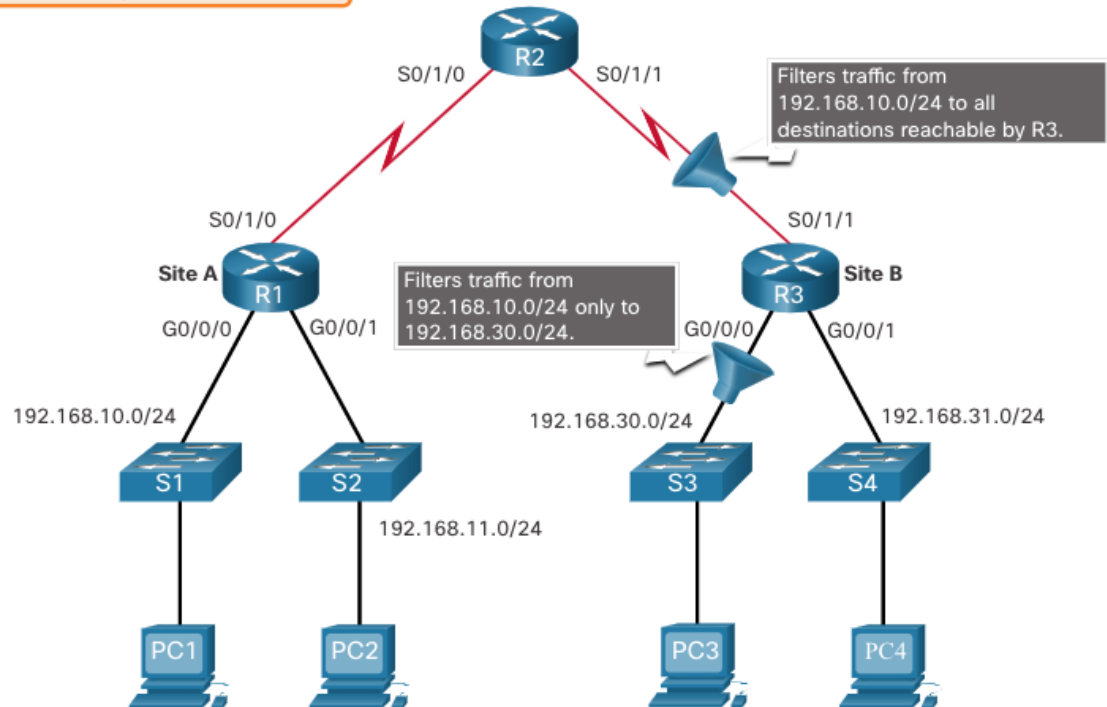 R2
S0/1/0
S0/1/1
Filters traffic from
192.168.10.0/24 to all
destinations reachable by R3.
S0/1/0
S0/1/1
Site A
R1
Filters traffic from
192.168.10.0/24 only to
192.168.30.0/24.
R3
Site B
G0/0/0
G0/0/1
G0/0/0
G0/0/1
192.168.10.0/24
192.168.30.0/24
192.168.31.0/24
S1
S2
S3
S4
192.168.11.0/24
PC1
PC2
PC3
PC4